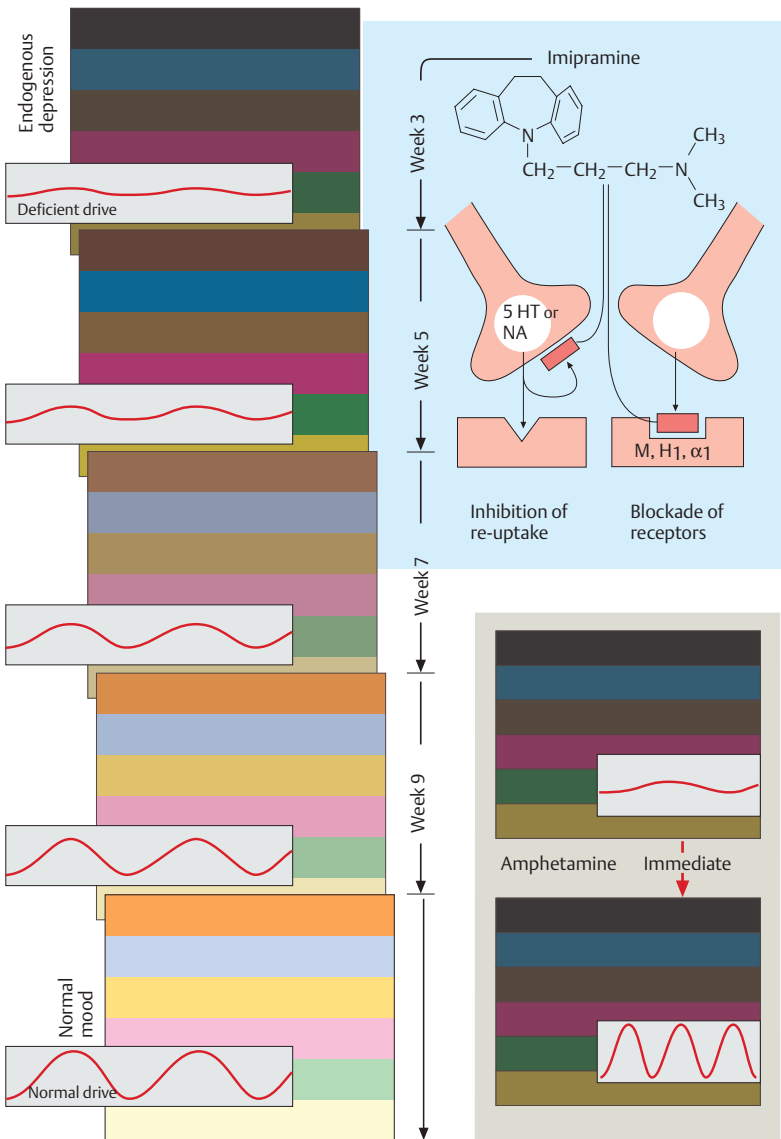 Endogenous
depression
Deficient drive
Week 3
Imipramine
N
CH2—CH2—CH2—N
CH3
CH3
5 HT or
NA
M, H1, α1
Inhibition of
re-uptake
Blockade of
receptors
Week 5
Week 7
Week 9
Amphetamine Immediate
Normal
mood
Normal drive